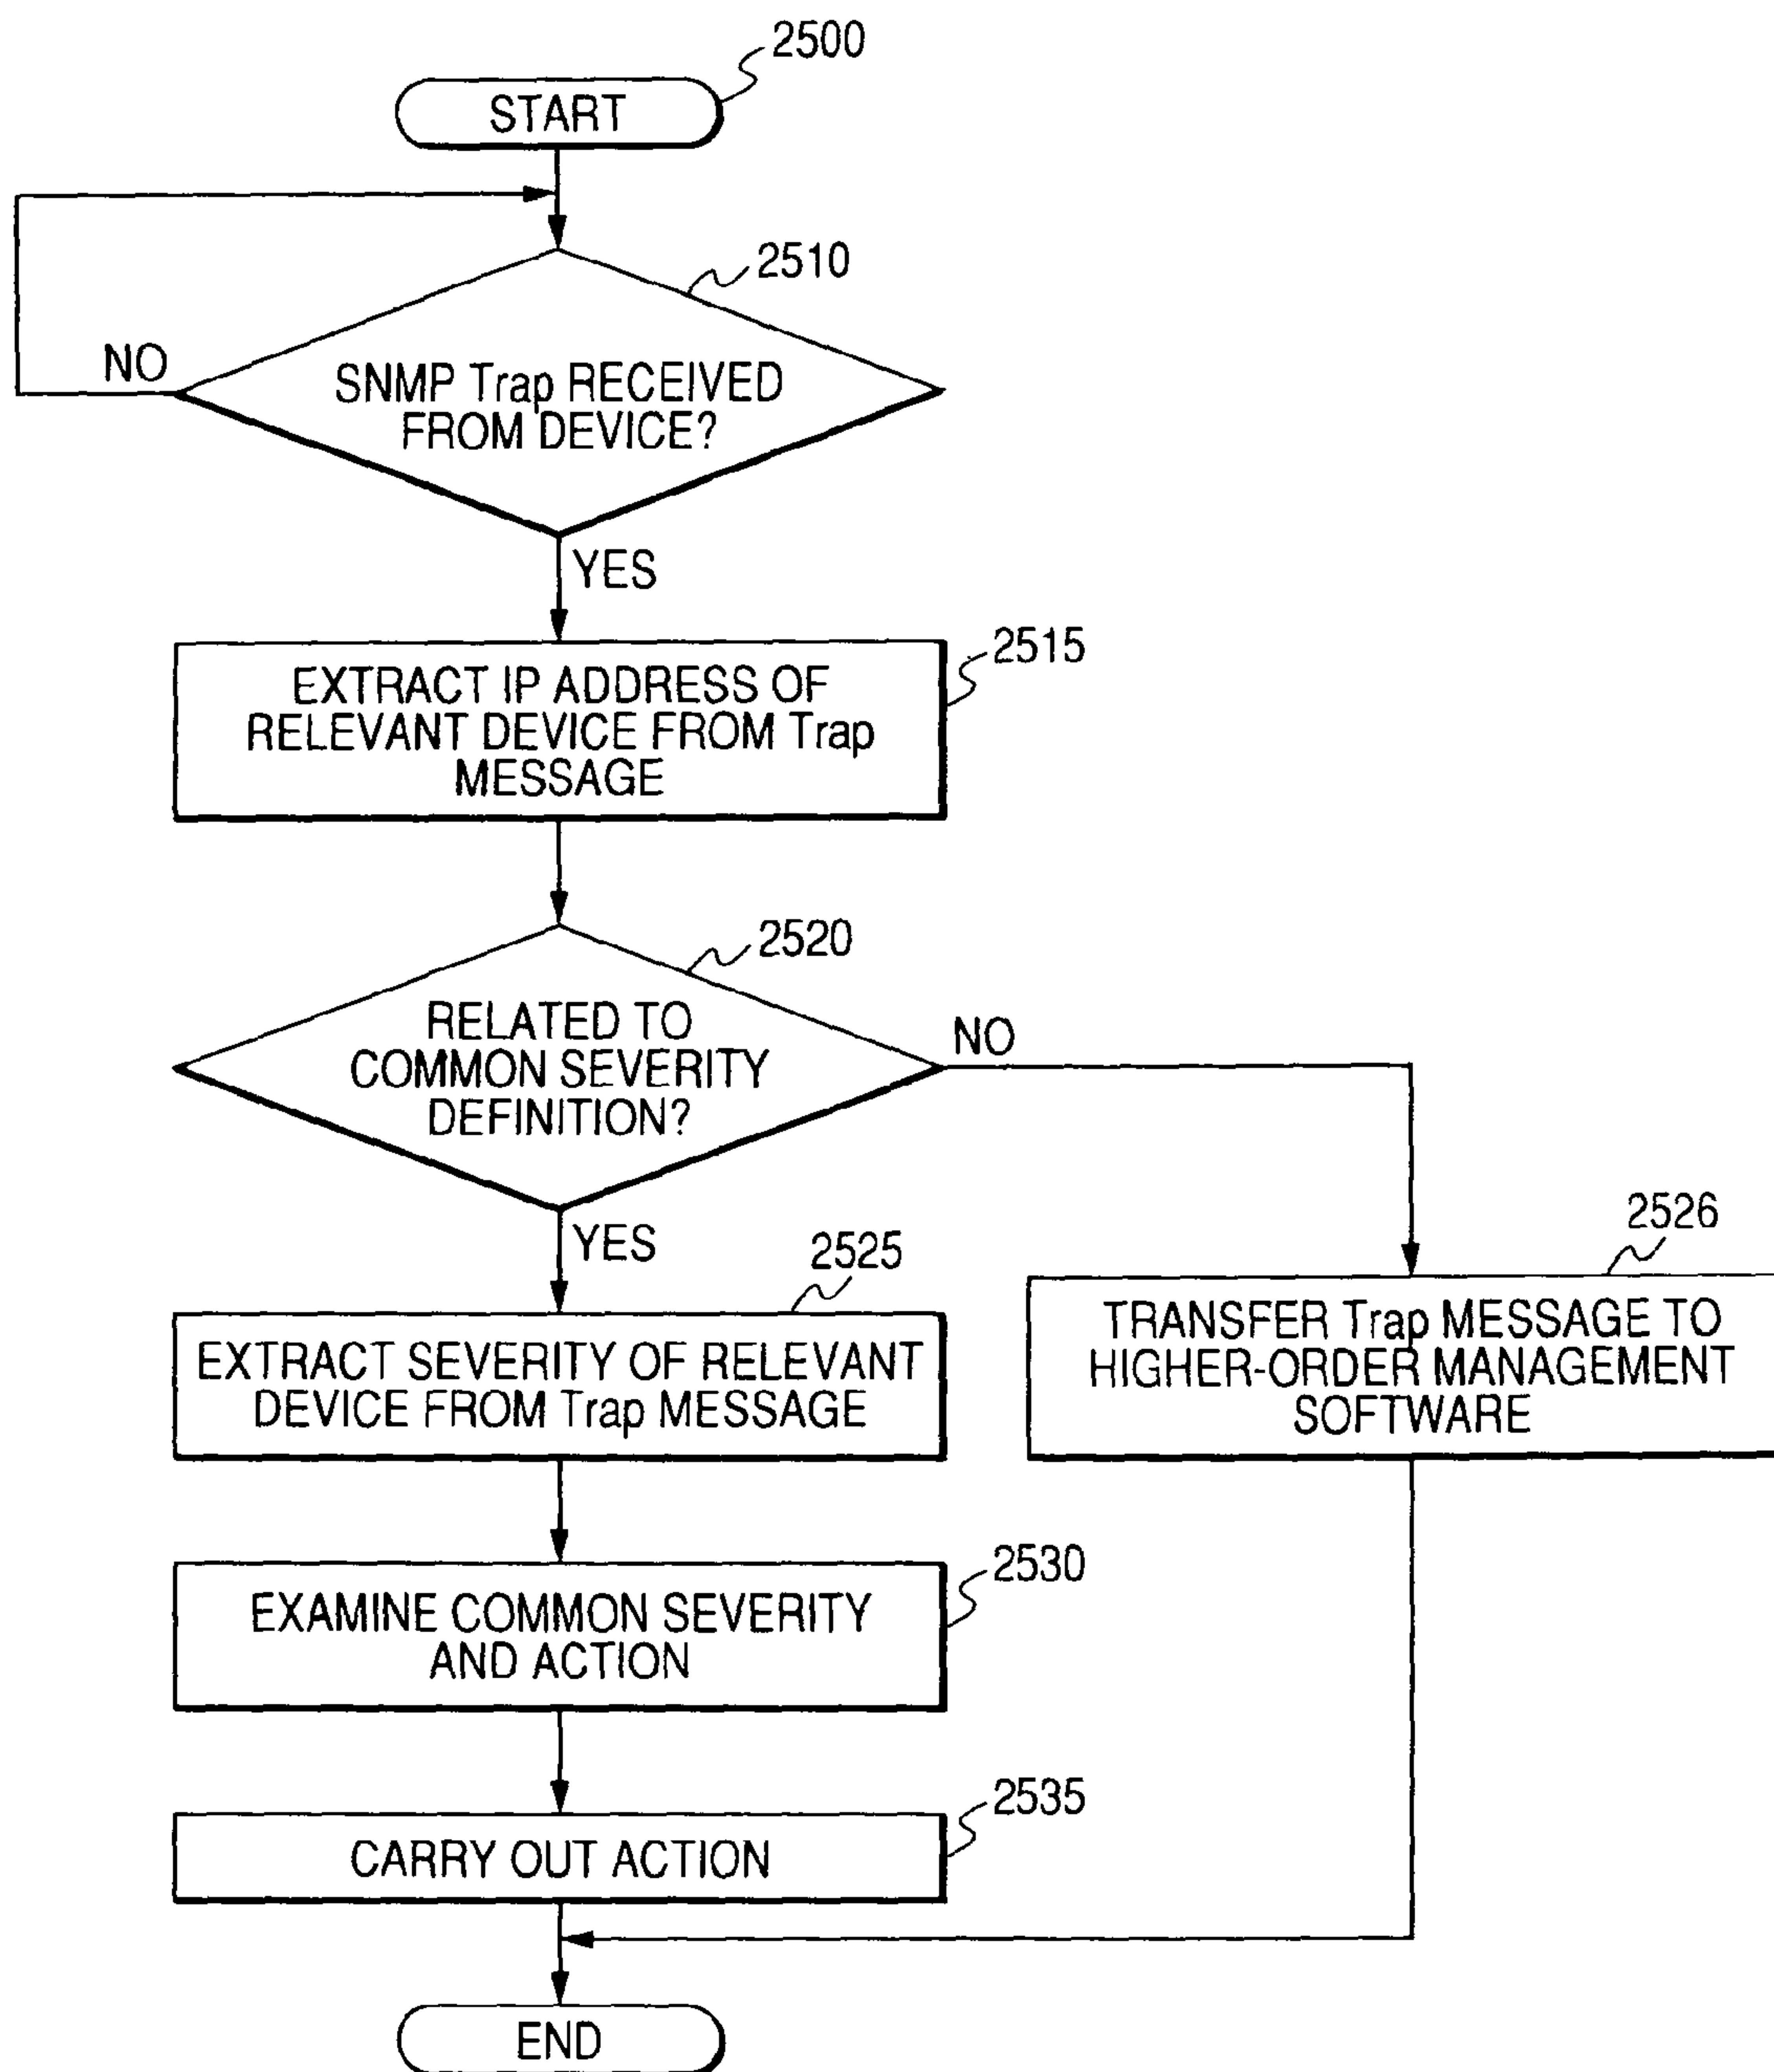 2500
START
2510
NO
SNMP Trap RECEIVED
FROM DEVICE?
YES
2515
EXTRACT IP ADDRESS OF
RELEVANT DEVICE FROM Trap
MESSAGE
2520
RELATED TO
COMMON SEVERITY
DEFINITION?
NO
YES
2525
EXTRACT SEVERITY OF RELEVANT
DEVICE FROM Trap MESSAGE
2526
TRANSFER Trap MESSAGE TO
HIGHER-ORDER MANAGEMENT
SOFTWARE
2530
EXAMINE COMMON SEVERITY
AND ACTION
2535
CARRY OUT ACTION
END